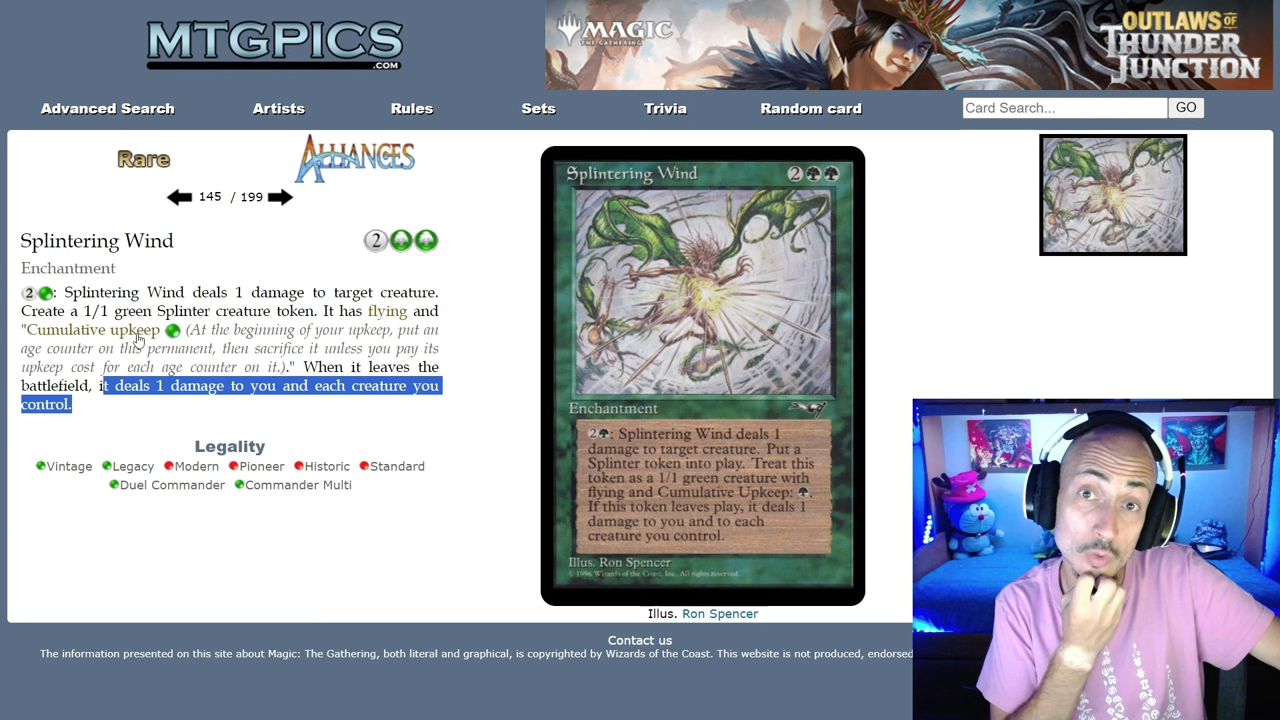 MTGPICS
.COM
MAGIC
THE GATHERING
OUTLAWS OF
THUNDER
JUNCTION
Advanced Search
Artists
Rules
Sets
Trivia
Random card
Card Search...
GO
Rare
ALLIANCES
145 / 199
Splintering Wind
2
Enchantment
2 : Splintering Wind deals 1 damage to target creature.
Create a 1/1 green Splinter creature token. It has flying and
"Cumulative upkeep (At the beginning of your upkeep, put an
age counter on this permanent, then sacrifice it unless you pay its
upkeep cost for each age counter on it.)." When it leaves the
battlefield, it deals 1 damage to you and each creature you
control.
Legality
Vintage Legacy Modern Pioneer Historic Standard
Duel Commander Commander Multi
Splintering Wind
2
Enchantment
2 : Splintering Wind deals 1
damage to target creature. Put a
Splinter token into play. Treat this
token as a 1/1 green creature with
flying and Cumulative Upkeep: .
If this token leaves play, it deals 1
damage to you and to each
creature you control.
Illus. Ron Spencer
© 1996 Wizards of the Coast, Inc. All rights reserved.
Illus. Ron Spencer
Contact us
The information presented on this site about Magic: The Gathering, both literal and graphical, is copyrighted by Wizards of the Coast. This website is not produced, endorsed